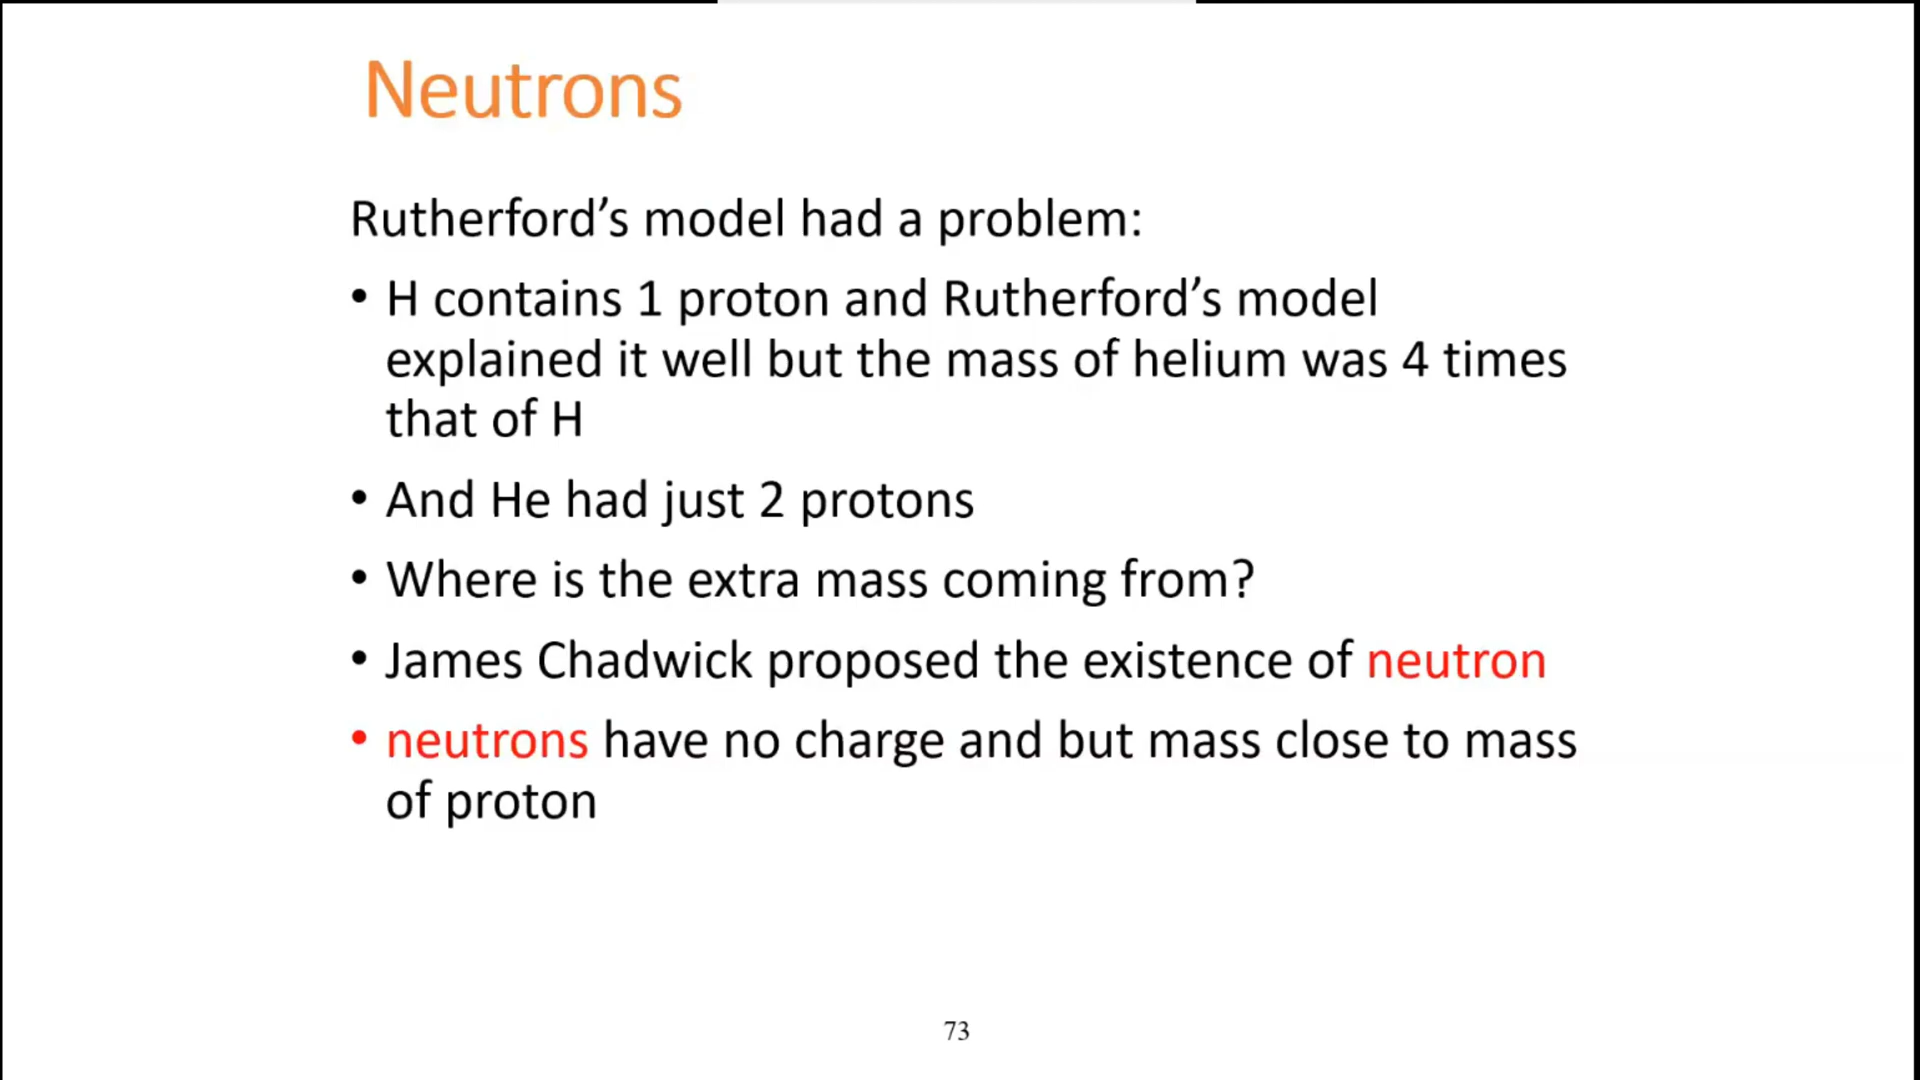 Neutrons
Rutherford’s model had a problem:
• H contains 1 proton and Rutherford’s model
explained it well but the mass of helium was 4 times
that of H
• And He had just 2 protons
• Where is the extra mass coming from?
• James Chadwick proposed the existence of neutron
• neutrons have no charge and but mass close to mass
of proton
73